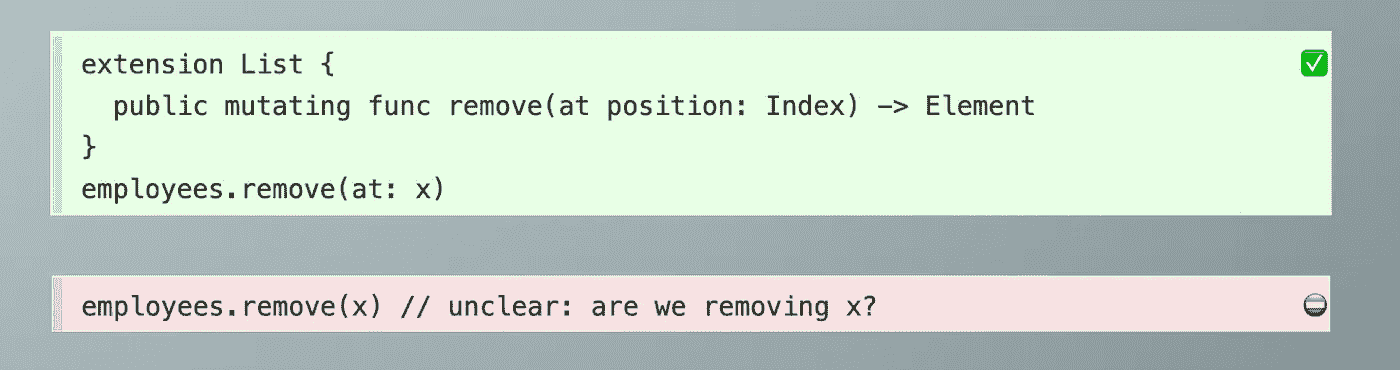 extension List {
  public mutating func remove(at position: Index) -> Element
}
employees.remove(at: x)
employees.remove(x) // unclear: are we removing x?